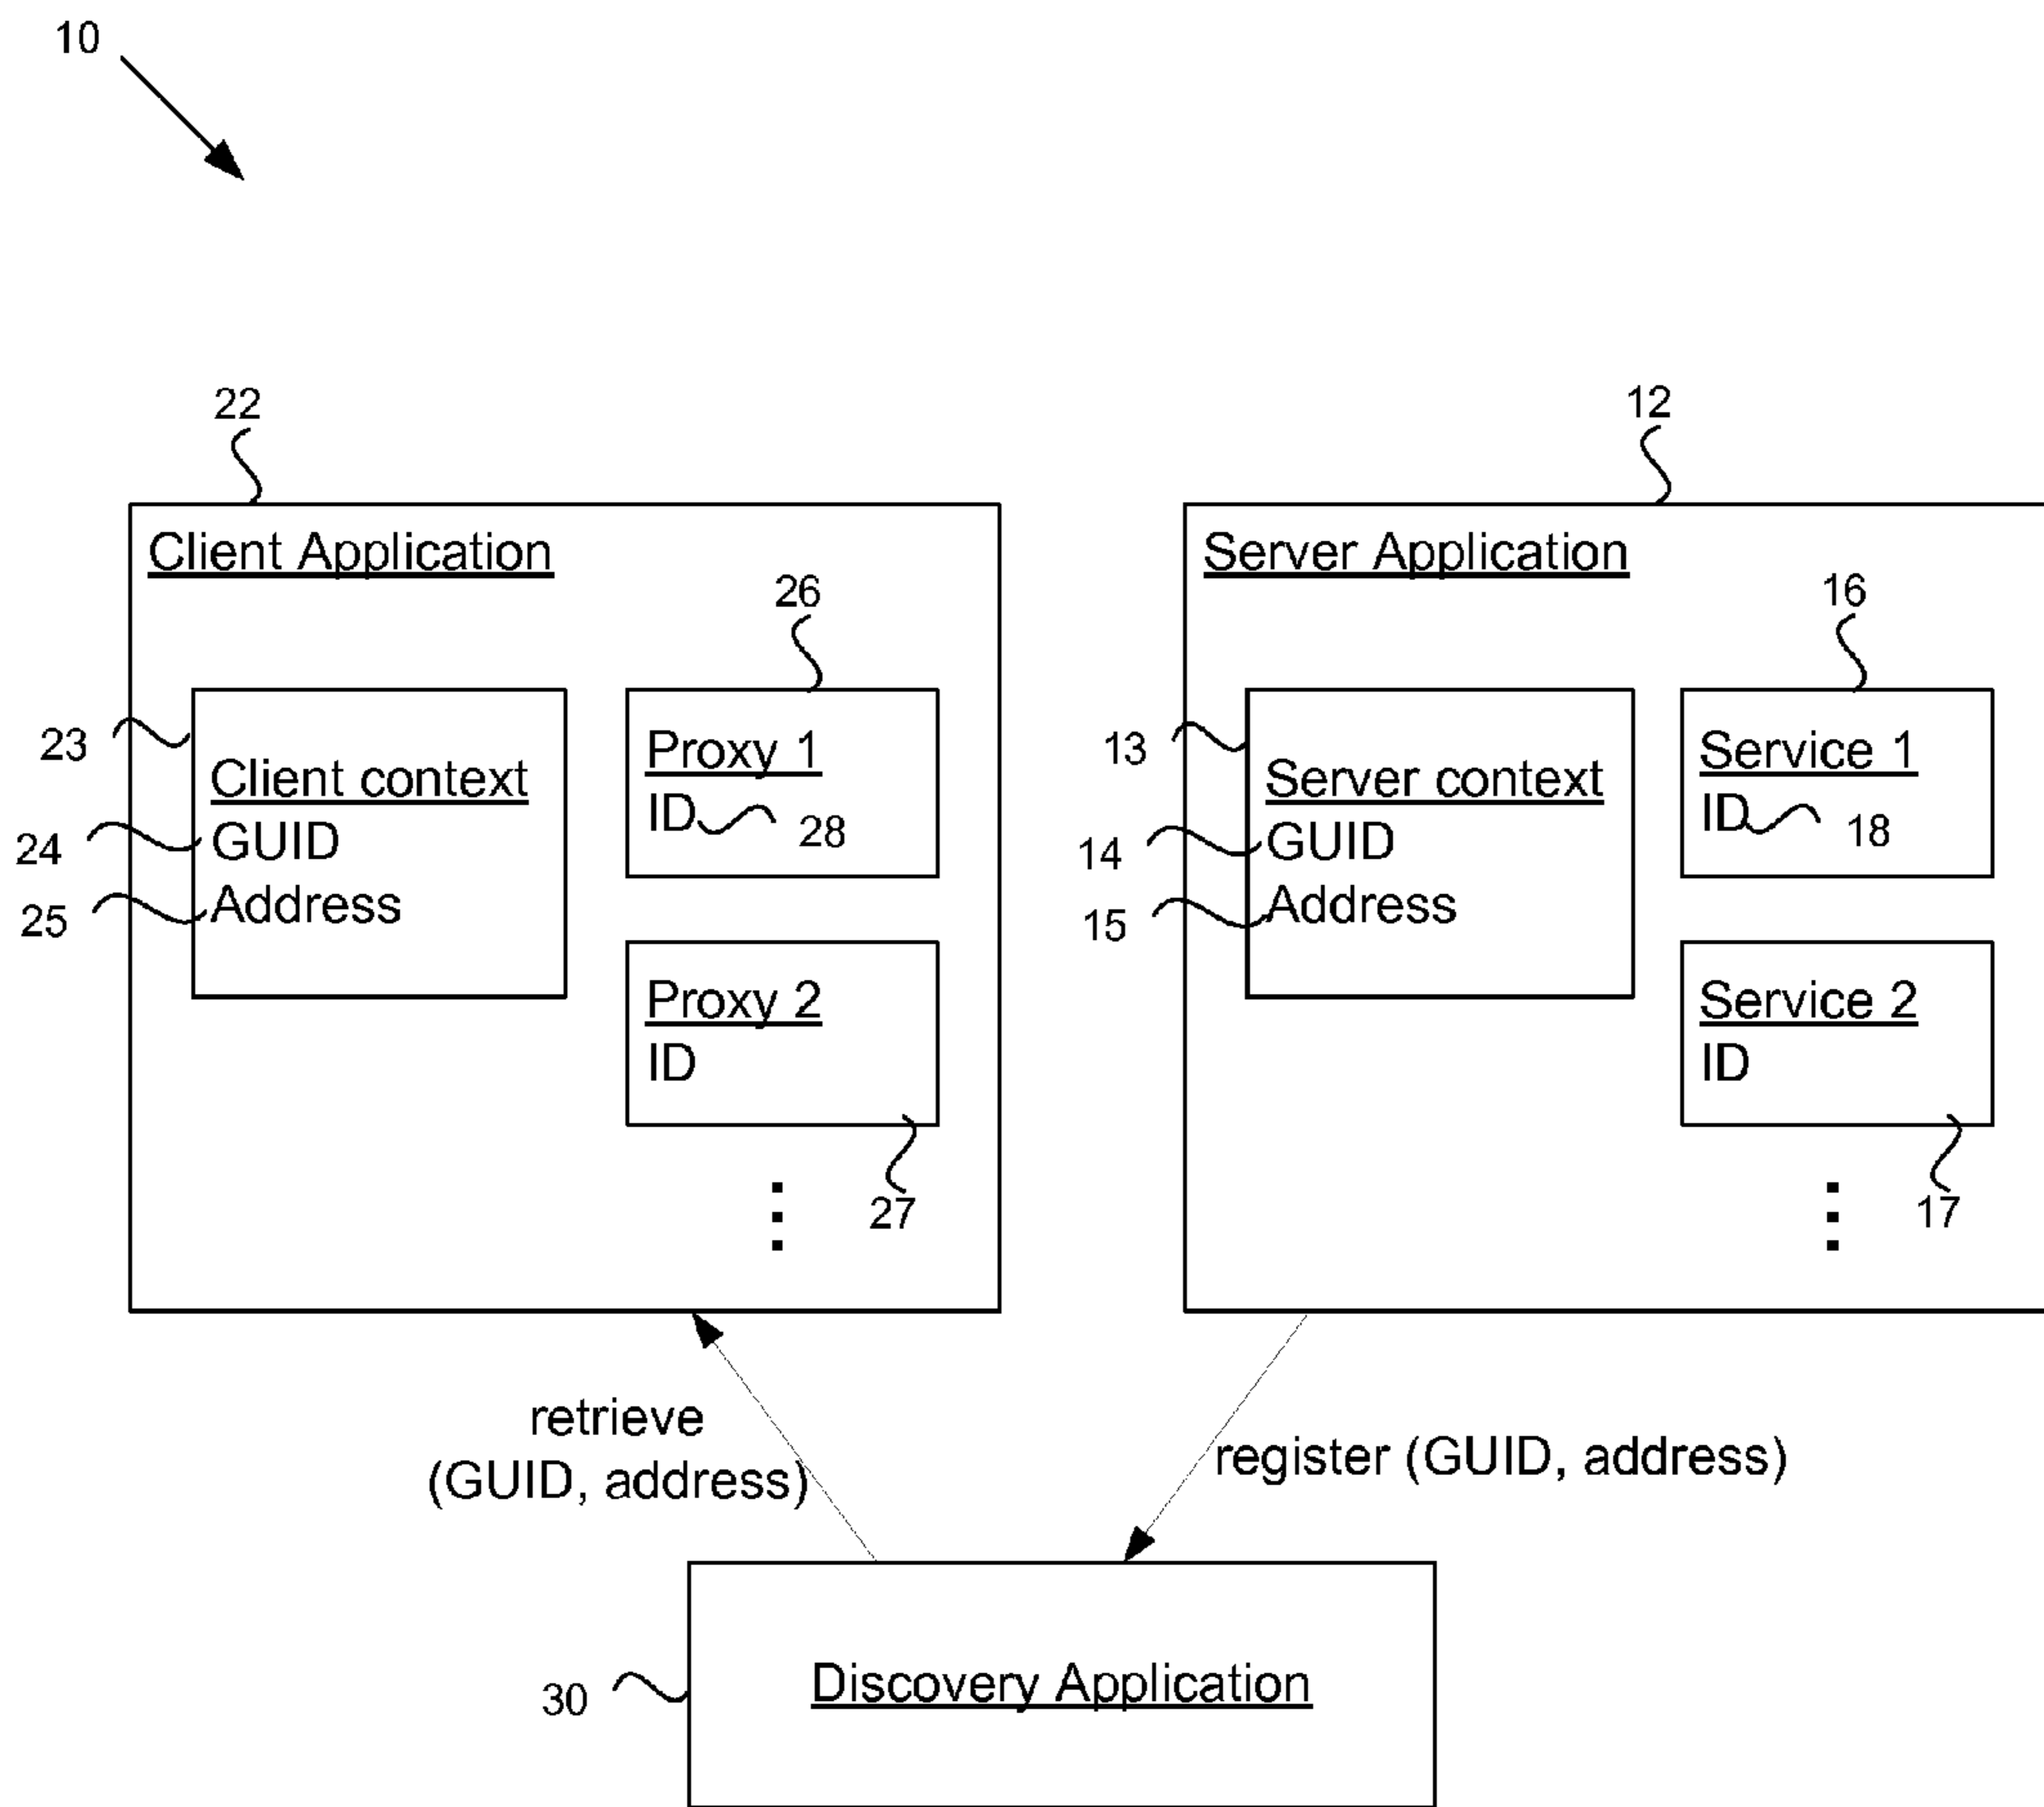 10
22
12
Client Application
Server Application
26
16
23
Client context
GUID
Address
24
25
Proxy 1
ID
28
13
Server context
GUID
Address
14
15
Service 1
ID
18
Proxy 2
ID
27
Service 2
ID
17
retrieve
(GUID, address)
register (GUID, address)
30
Discovery Application